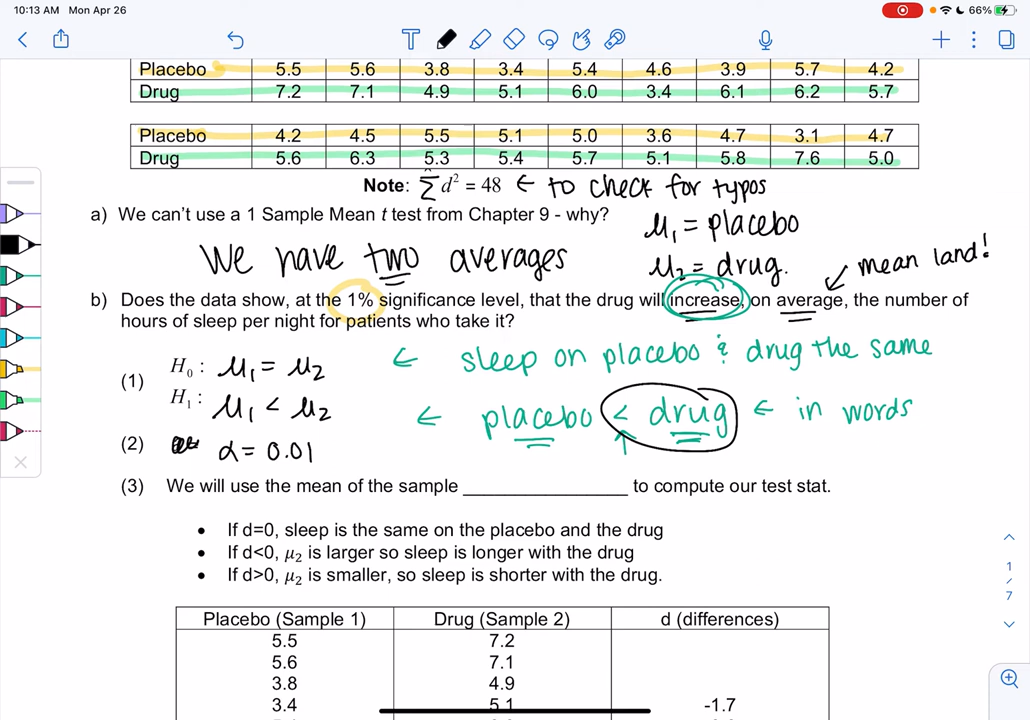 10:13 AM Mon Apr 26 66%
Placebo 5.5 5.6 3.8 3.4 5.4 4.6 3.9 5.7 4.2
Drug 7.2 7.1 4.9 5.1 6.0 3.4 6.1 6.2 5.7
Placebo 4.2 4.5 5.5 5.1 5.0 3.6 4.7 3.1 4.7
Drug 5.6 6.3 5.3 5.4 5.7 5.1 5.8 7.6 5.0
Note: Σd² = 48 ← to check for typos
a) We can't use a 1 Sample Mean t test from Chapter 9 - why?
μ₁ = placebo
We have two averages
μ₂ = drug.
mean land!
b) Does the data show, at the 1% significance level, that the drug will increase, on average, the number of
hours of sleep per night for patients who take it?
(1) H₀: μ₁ = μ₂ ← sleep on placebo & drug the same
H₁: μ₁ < μ₂ ← placebo < drug ← in words
(2) α = 0.01
(3) We will use the mean of the sample ________________ to compute our test stat.
• If d=0, sleep is the same on the placebo and the drug
• If d<0, μ₂ is larger so sleep is longer with the drug
• If d>0, μ₂ is smaller, so sleep is shorter with the drug.
1
/
7
Placebo (Sample 1) Drug (Sample 2) d (differences)
5.5 7.2
5.6 7.1
3.8 4.9
3.4 5.1 -1.7